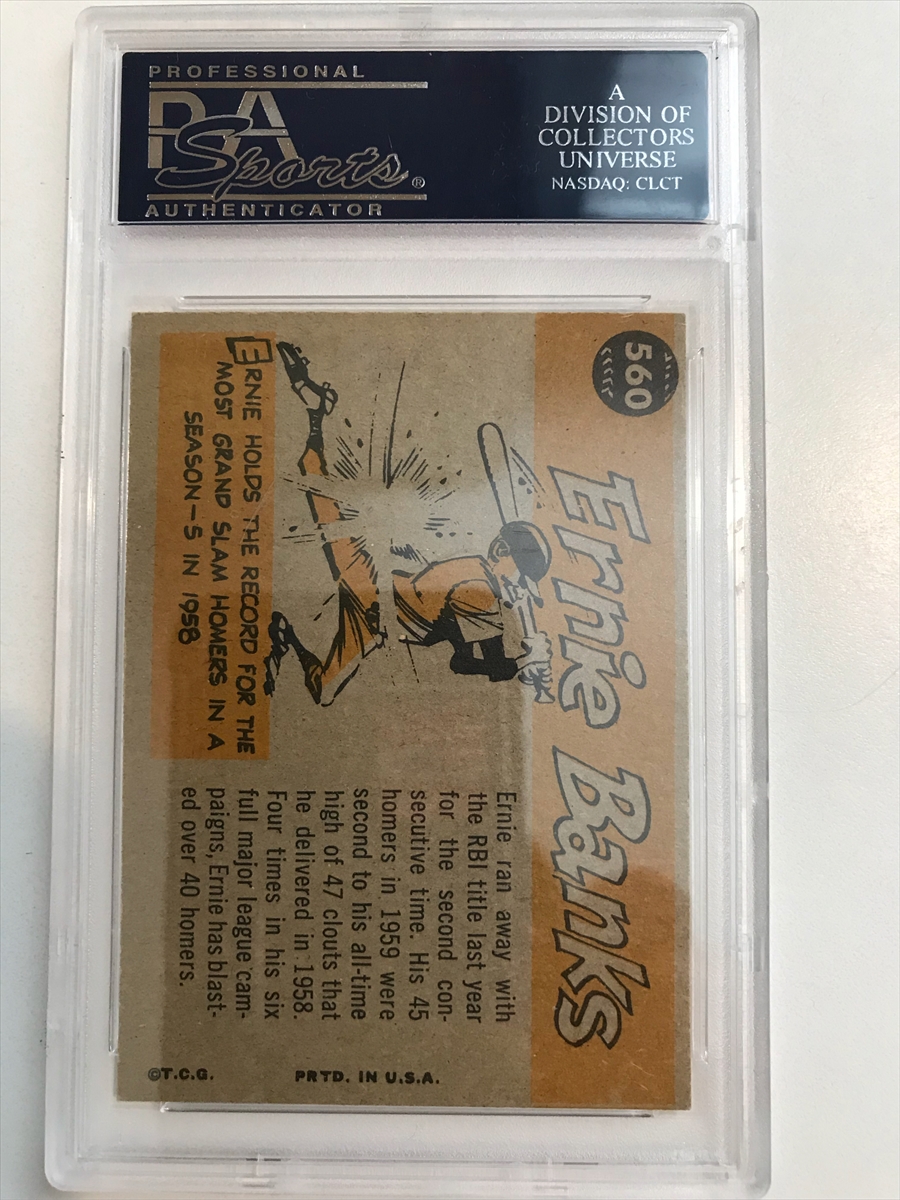 PROFESSIONAL
PSA
Sports®
AUTHENTICATOR
A
DIVISION OF
COLLECTORS
UNIVERSE
NASDAQ: CLCT
560
Ernie Banks
ERNIE HOLDS THE RECORD FOR THE
MOST GRAND SLAM HOMERS IN A
SEASON-5 IN 1958
Ernie ran away with
the RBI title last year
for the second con-
secutive time. His 45
homers in 1959 were
second to his all-time
high of 47 clouts that
he delivered in 1958.
Four times in his six
full major league cam-
paigns, Ernie has blast-
ed over 40 homers.
©T.C.G.
PRTD. IN U.S.A.